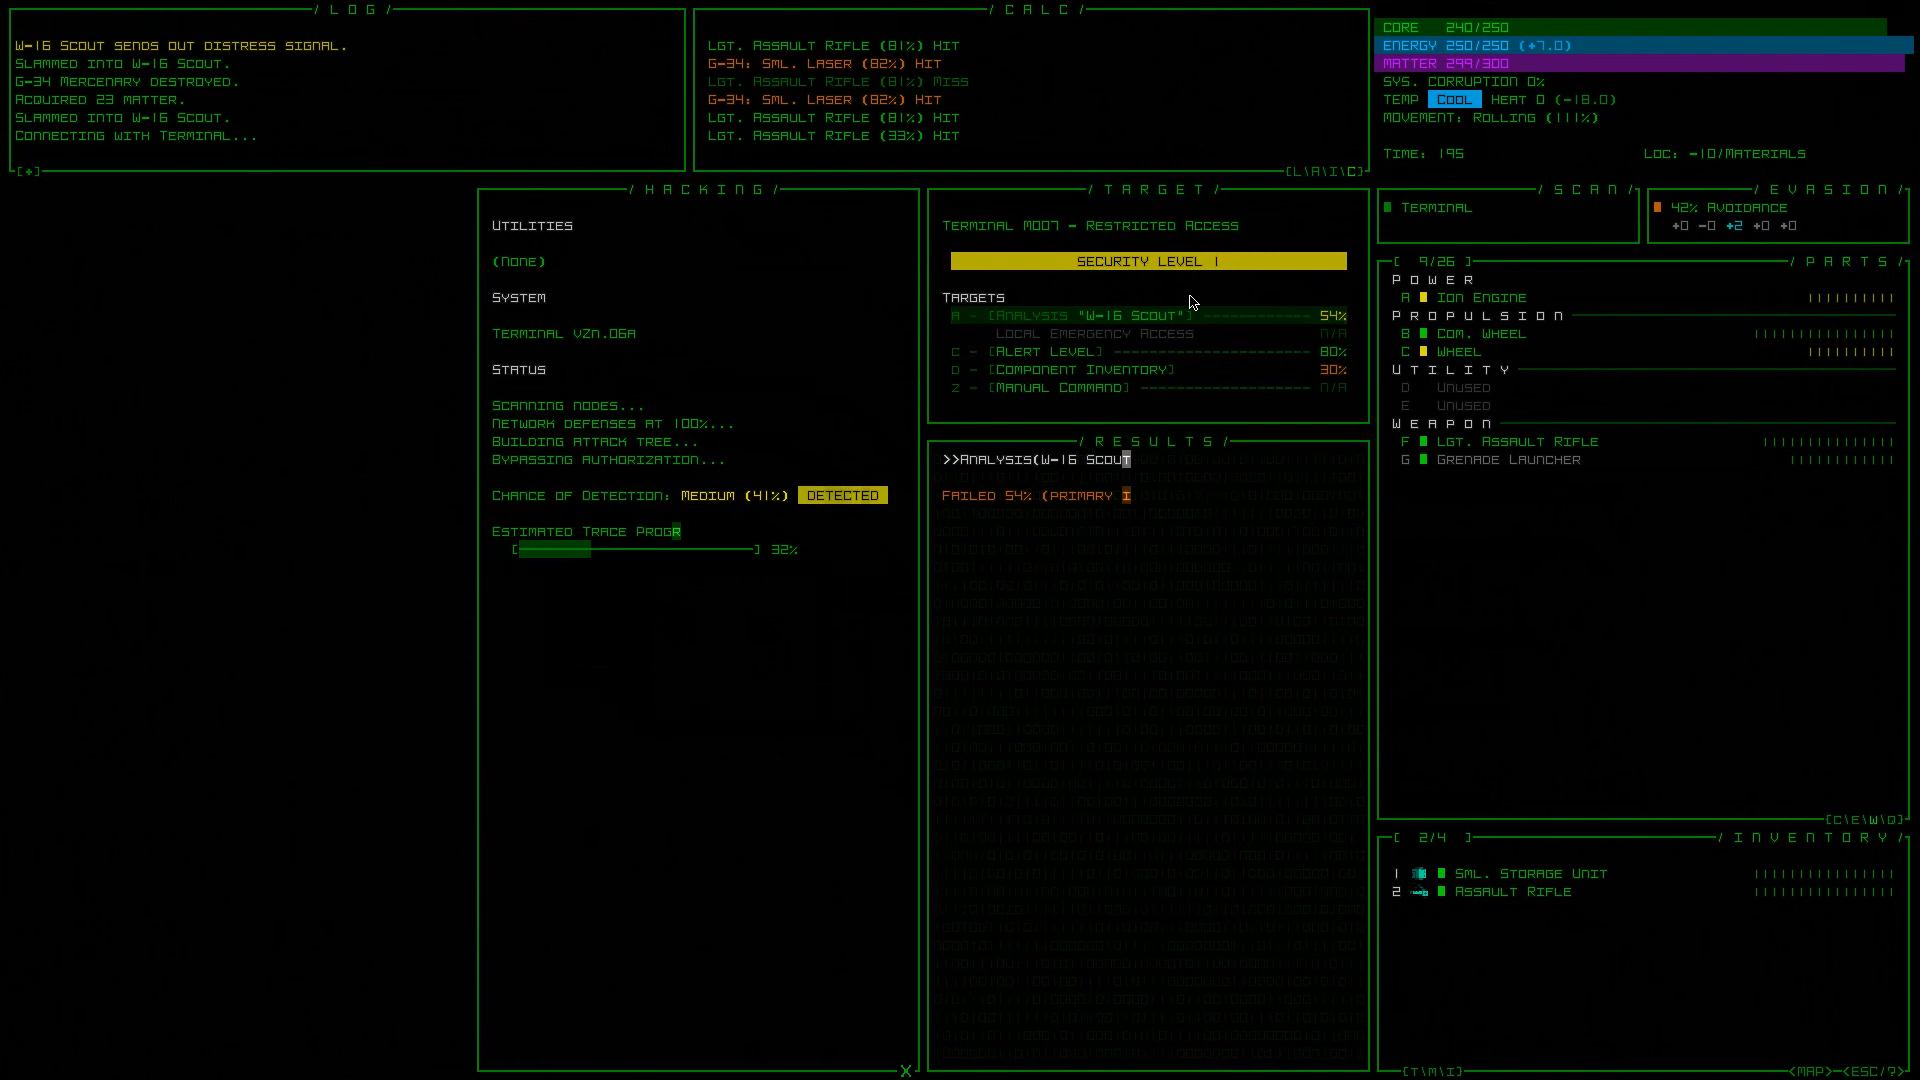 / L O G /
W-16 Scout sends out distress signal.
Slammed into W-16 Scout.
G-34 Mercenary destroyed.
Acquired 23 matter.
Slammed into W-16 Scout.
Connecting with Terminal...
[+]
/ C A L C /
Lgt. Assault Rifle (81%) Hit
G-34: Sml. Laser (82%) Hit
Lgt. Assault Rifle (81%) Miss
G-34: Sml. Laser (82%) Hit
Lgt. Assault Rifle (81%) Hit
Lgt. Assault Rifle (33%) Hit
[L\A\I\C]
CORE 240/250
ENERGY 250/250 (+7.0)
MATTER 299/300
SYS. CORRUPTION 0%
TEMP Cool HEAT 0 (-18.0)
MOVEMENT: Rolling (111%)
TIME: 195 LOC: -10/Materials
/ S C A N /
Terminal
/ E V A S I O N /
42% Avoidance
+0 -0 +2 +0 +0
/ H A C K I N G /
UTILITIES
(None)
SYSTEM
Terminal vZn.06A
STATUS
Scanning nodes...
Network defenses at 100%...
Building attack tree...
Bypassing authorization...
Chance of Detection: Medium (41%) DETECTED
Estimated Trace Progr
[ ] 32%
X
/ T A R G E T /
Terminal M007 - Restricted Access
SECURITY LEVEL 1
TARGETS
A - [Analysis "W-16 Scout"] 54%
Local Emergency Access N/A
C - [Alert Level] 80%
D - [Component Inventory] 30%
Z - [Manual Command] N/A
/ R E S U L T S /
>>Analysis(W-16 Scout
Failed 54% (primary i
[ 9/26 ] / P A R T S /
P O W E R
A Ion Engine
P R O P U L S I O N
B Com. Wheel
C Wheel
U T I L I T Y
D Unused
E Unused
W E A P O N
F Lgt. Assault Rifle
G Grenade Launcher
[C\E\W\Q]
[ 2/4 ] / I N V E N T O R Y /
1 Sml. Storage Unit
2 Assault Rifle
[T\M\I] <MAP> <ESC/?>